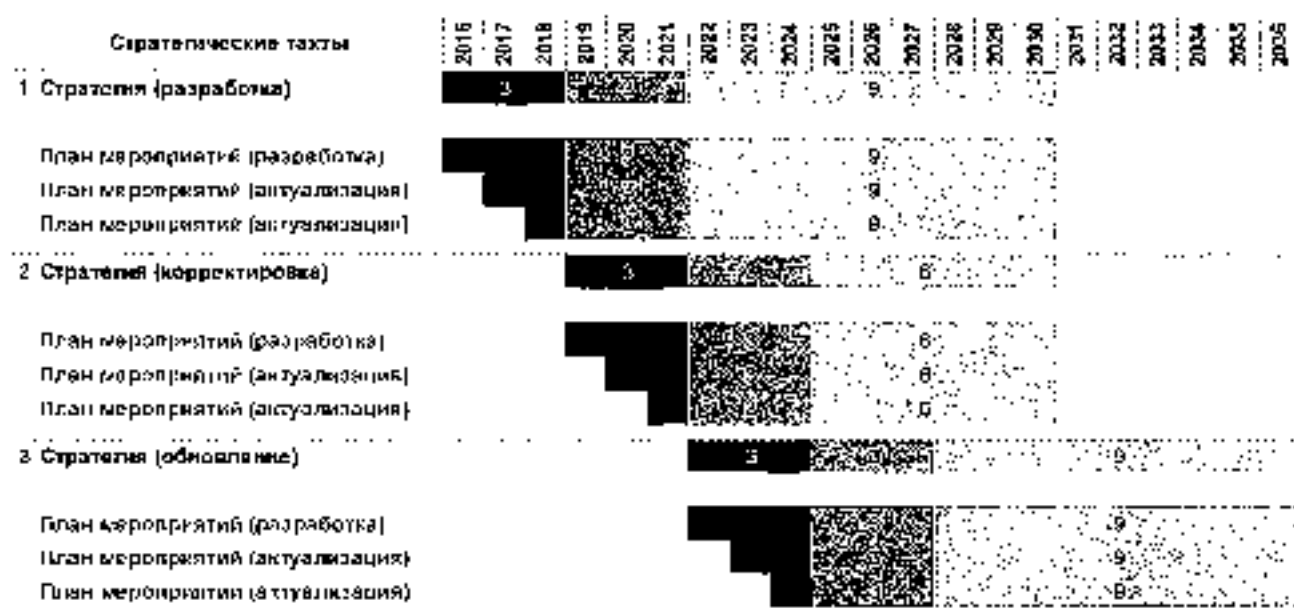 Стратегические такты 2016 2017 2018 2019 2020 2021 2022 2023 2024 2025 2026 2027 2028 2029 2030 2031 2032 2033 2034 2035 2036
1 Стратегия (разработка) 3 9
План мероприятий (разработка) 9
План мероприятий (актуализация) 9
План мероприятий (актуализация) 9
2 Стратегия (корректировка) 3 6
План мероприятий (разработка) 6
План мероприятий (актуализация) 6
План мероприятий (актуализация) 6
3 Стратегия (обновление) 3 9
План мероприятий (разработка) 9
План мероприятий (актуализация) 9
План мероприятий (актуализация) 9